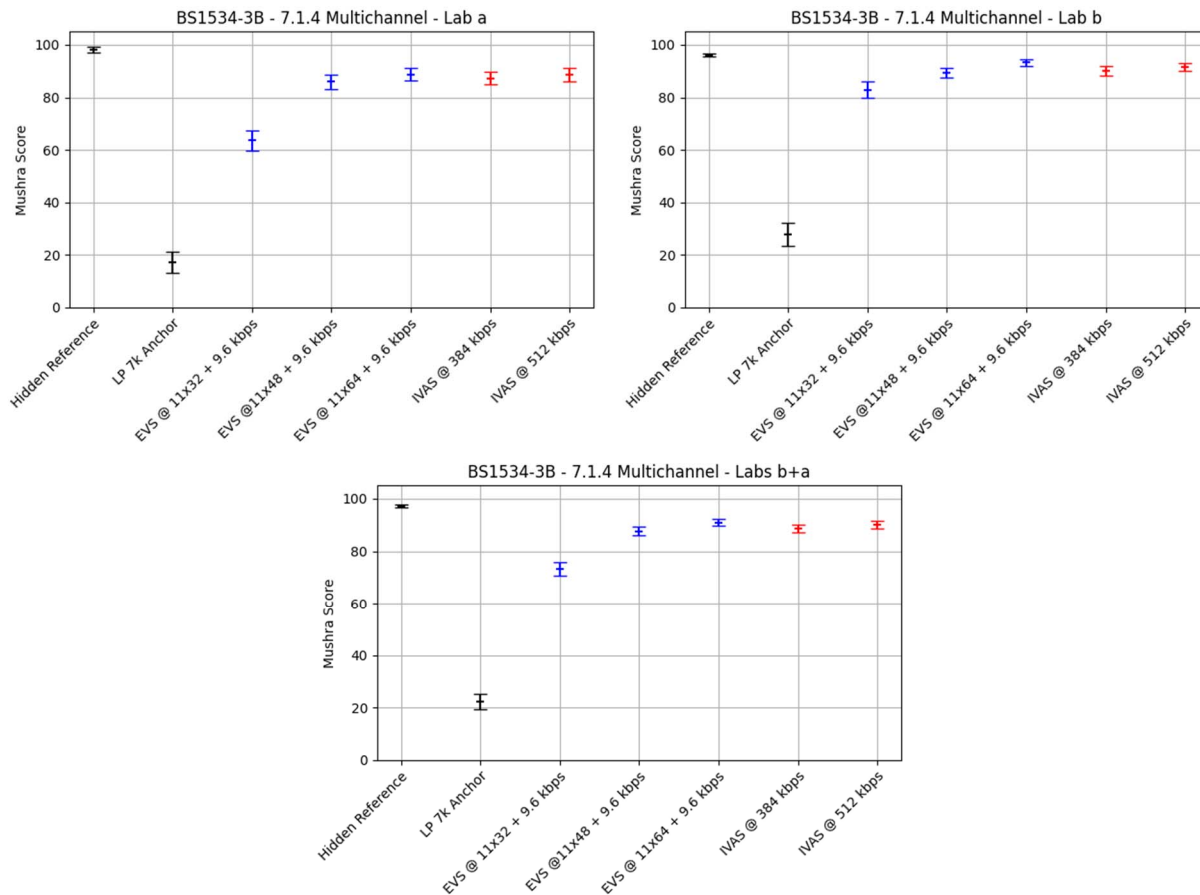 BS1534-3B - 7.1.4 Multichannel - Lab a
Mushra Score
100
80
60
40
20
0
Hidden Reference
LP 7k Anchor
EVS @ 11x32 + 9.6 kbps
EVS @11x48 + 9.6 kbps
EVS @ 11x64 + 9.6 kbps
IVAS @ 384 kbps
IVAS @ 512 kbps
BS1534-3B - 7.1.4 Multichannel - Lab b
Mushra Score
100
80
60
40
20
0
Hidden Reference
LP 7k Anchor
EVS @ 11x32 + 9.6 kbps
EVS @11x48 + 9.6 kbps
EVS @ 11x64 + 9.6 kbps
IVAS @ 384 kbps
IVAS @ 512 kbps
BS1534-3B - 7.1.4 Multichannel - Labs b+a
Mushra Score
100
80
60
40
20
0
Hidden Reference
LP 7k Anchor
EVS @ 11x32 + 9.6 kbps
EVS @11x48 + 9.6 kbps
EVS @ 11x64 + 9.6 kbps
IVAS @ 384 kbps
IVAS @ 512 kbps